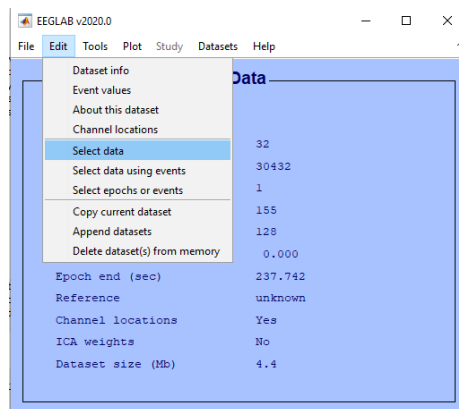 EEGLAB v2020.0
File Edit Tools Plot Study Datasets Help
Data
Dataset info
Event values
About this dataset
Channel locations
Select data 32
Select data using events 30432
Select epochs or events 1
Copy current dataset 155
Append datasets 128
Delete dataset(s) from memory 0.000
Epoch end (sec) 237.742
Reference unknown
Channel locations Yes
ICA weights No
Dataset size (Mb) 4.4